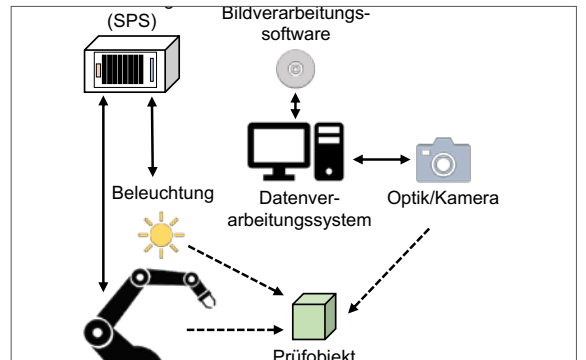 (SPS)
Bildverarbeitungs-
software
Beleuchtung
Datenver-
arbeitungssystem
Optik/Kamera
Prüfobjekt